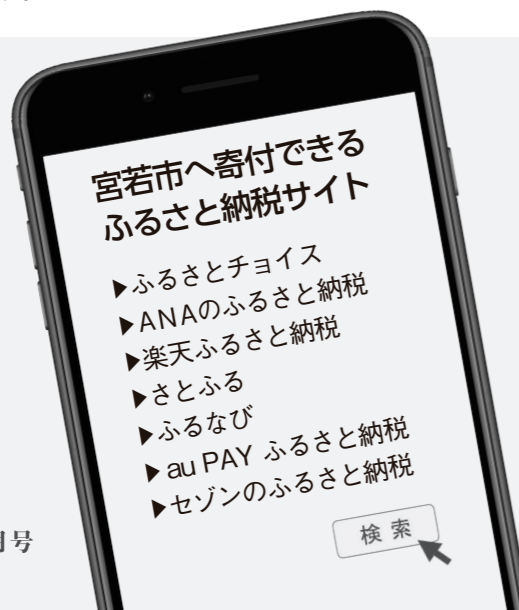 宮若市へ寄付できる
ふるさと納税サイト
▶ふるさとチョイス
▶ANAのふるさと納税
▶楽天ふるさと納税
▶さとふる
▶ふるなび
▶au PAY ふるさと納税
▶セゾンのふるさと納税
検索
号